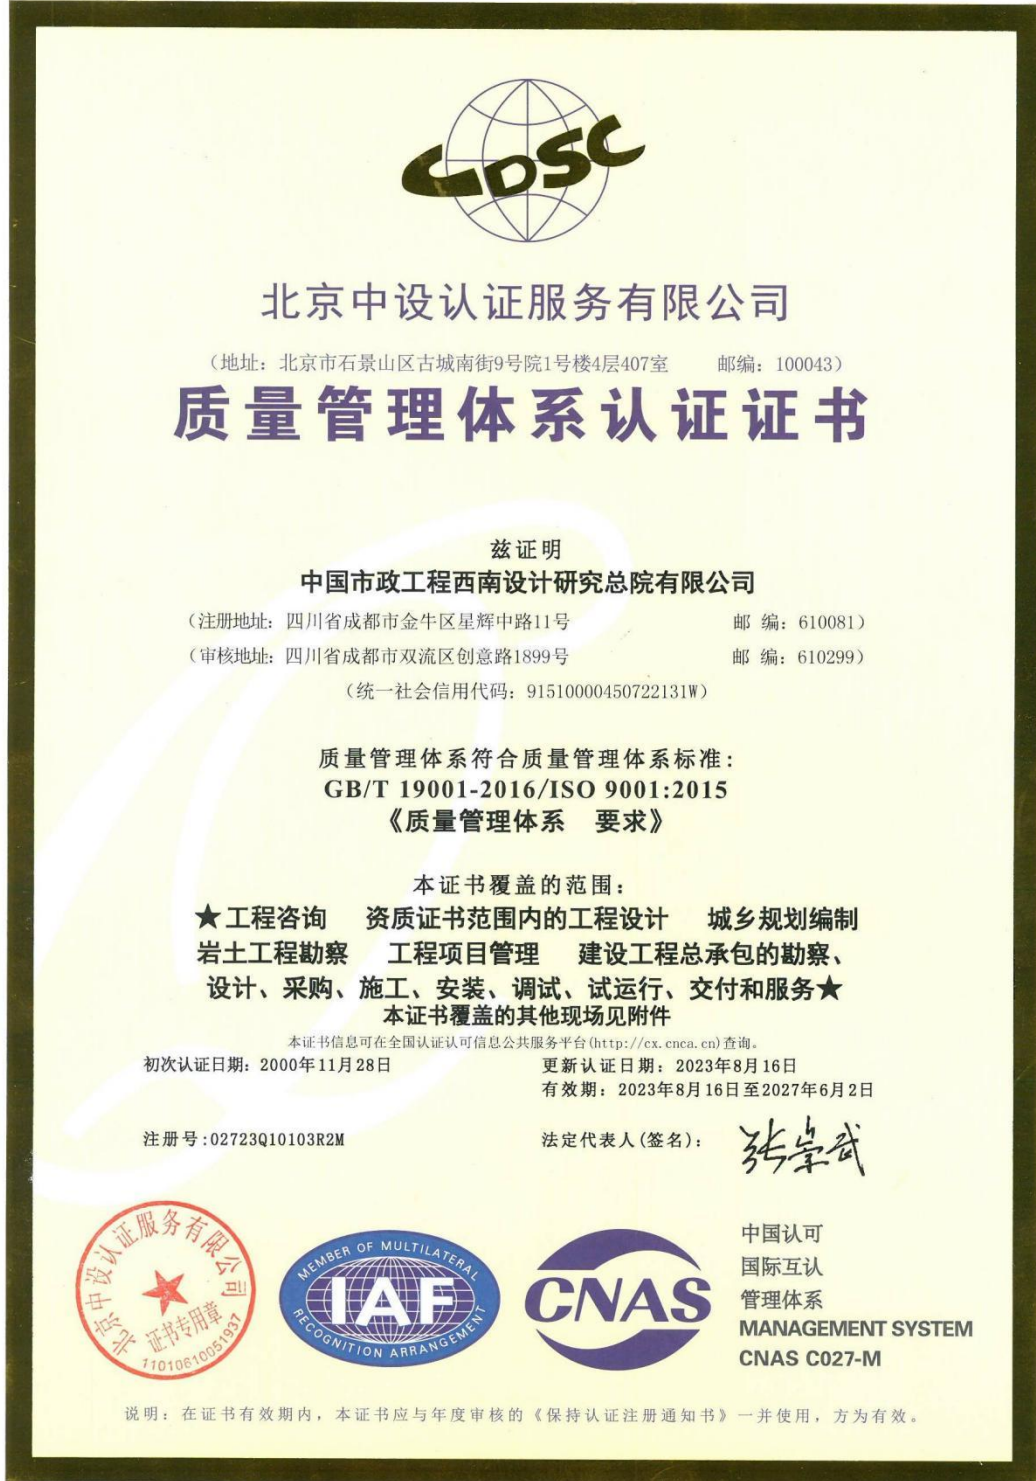 CDSC
北京中设认证服务有限公司
（地址：北京市石景山区古城南街9号院1号楼4层407室 邮编：100043）
质量管理体系认证证书
兹证明
中国市政工程西南设计研究总院有限公司
（注册地址：四川省成都市金牛区星辉中路11号 邮 编：610081）
（审核地址：四川省成都市双流区创意路1899号 邮 编：610299）
（统一社会信用代码：91510000450722131W）
质量管理体系符合质量管理体系标准：
GB/T 19001-2016/ISO 9001:2015
《质量管理体系 要求》
本证书覆盖的范围：
★工程咨询 资质证书范围内的工程设计 城乡规划编制
岩土工程勘察 工程项目管理 建设工程总承包的勘察、
设计、采购、施工、安装、调试、试运行、交付和服务★
本证书覆盖的其他现场见附件
本证书信息可在全国认证认可信息公共服务平台(http://cx.cnca.cn)查询。
初次认证日期：2000年11月28日 更新认证日期：2023年8月16日
有效期：2023年8月16日至2027年6月2日
注册号:02723Q10103R2M 法定代表人(签名)：
张崇武
北京中设认证服务有限公司
证书专用章
11010610051937
MEMBER OF MULTILATERAL
IAF
RECOGNITION ARRANGEMENT
CNAS
中国认可
国际互认
管理体系
MANAGEMENT SYSTEM
CNAS C027-M
说明：在证书有效期内，本证书应与年度审核的《保持认证注册通知书》一并使用，方为有效。